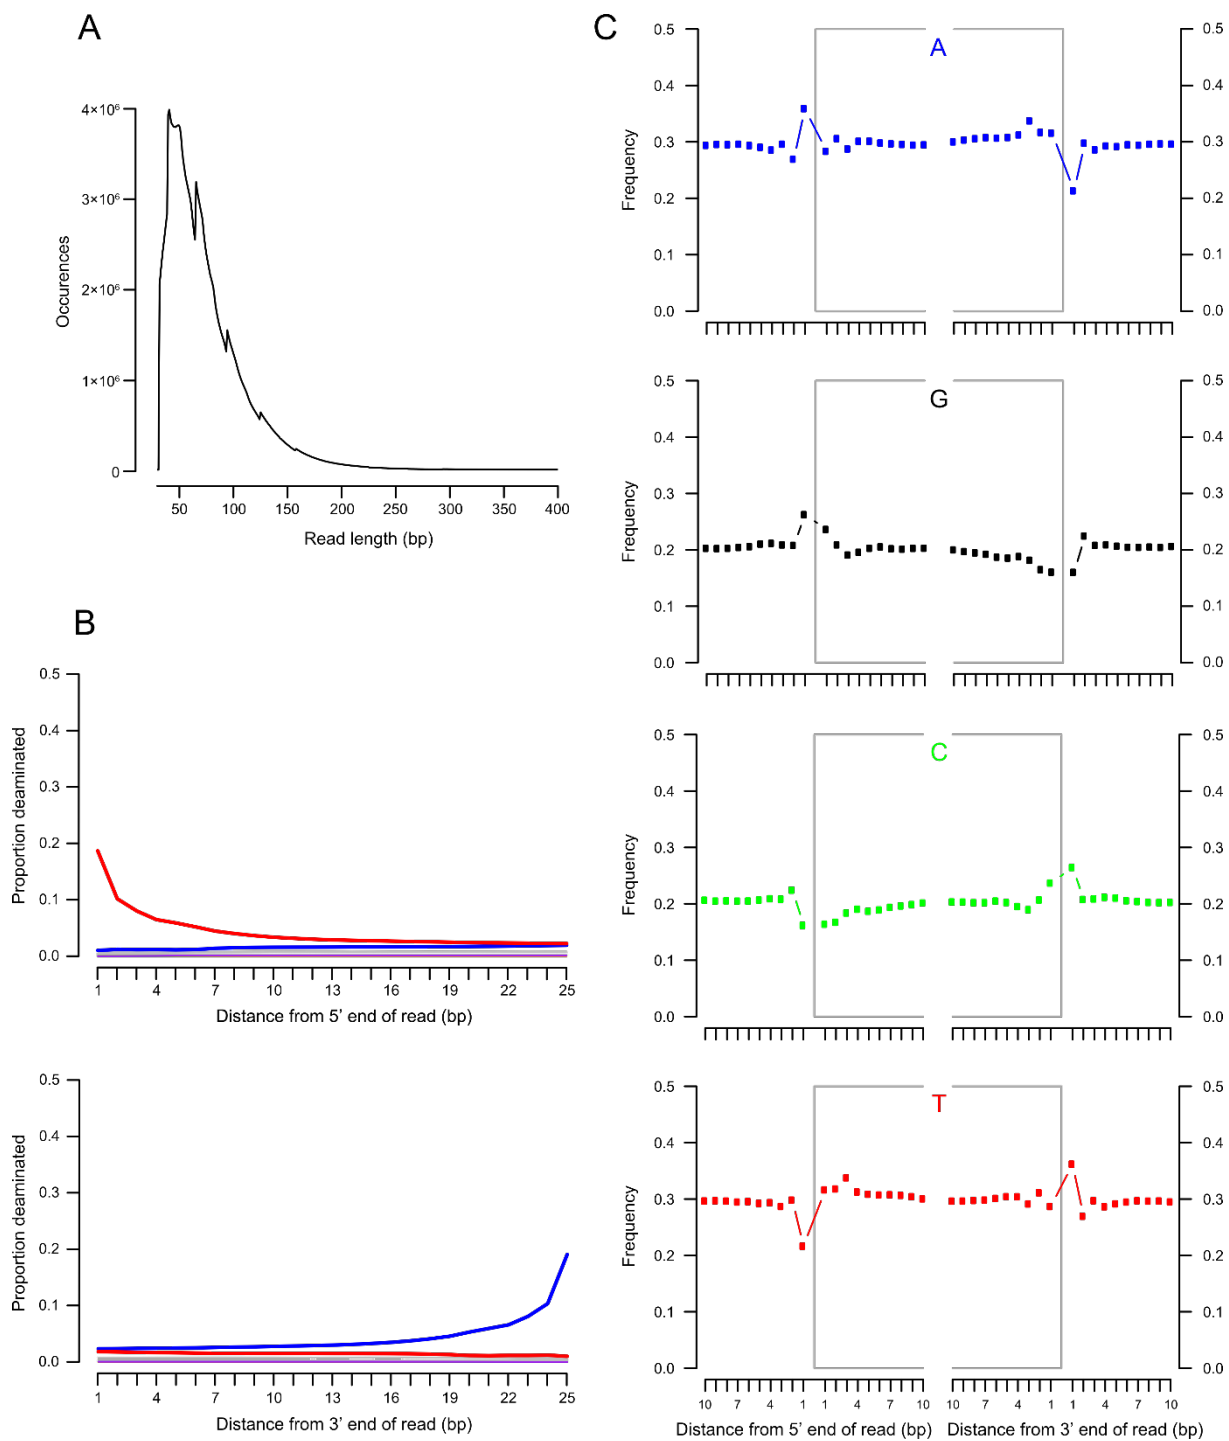 A
4×10⁶
3×10⁶
2×10⁶
1×10⁶
0
Occurences
50 100 150 200 250 300 350 400
Read length (bp)
B
0.5
0.4
0.3
0.2
0.1
0.0
Proportion deaminated
1 4 7 10 13 16 19 22 25
Distance from 5’ end of read (bp)
0.5
0.4
0.3
0.2
0.1
0.0
Proportion deaminated
1 4 7 10 13 16 19 22 25
Distance from 3’ end of read (bp)
C
A
0.5 0.5
0.4 0.4
0.3 0.3
0.2 0.2
0.1 0.1
0.0 0.0
Frequency
G
0.5 0.5
0.4 0.4
0.3 0.3
0.2 0.2
0.1 0.1
0.0 0.0
Frequency
C
0.5 0.5
0.4 0.4
0.3 0.3
0.2 0.2
0.1 0.1
0.0 0.0
Frequency
T
0.5 0.5
0.4 0.4
0.3 0.3
0.2 0.2
0.1 0.1
0.0 0.0
Frequency
10 7 4 1 1 4 7 10 10 7 4 1 1 4 7 10
Distance from 5’ end of read (bp) Distance from 3’ end of read (bp)